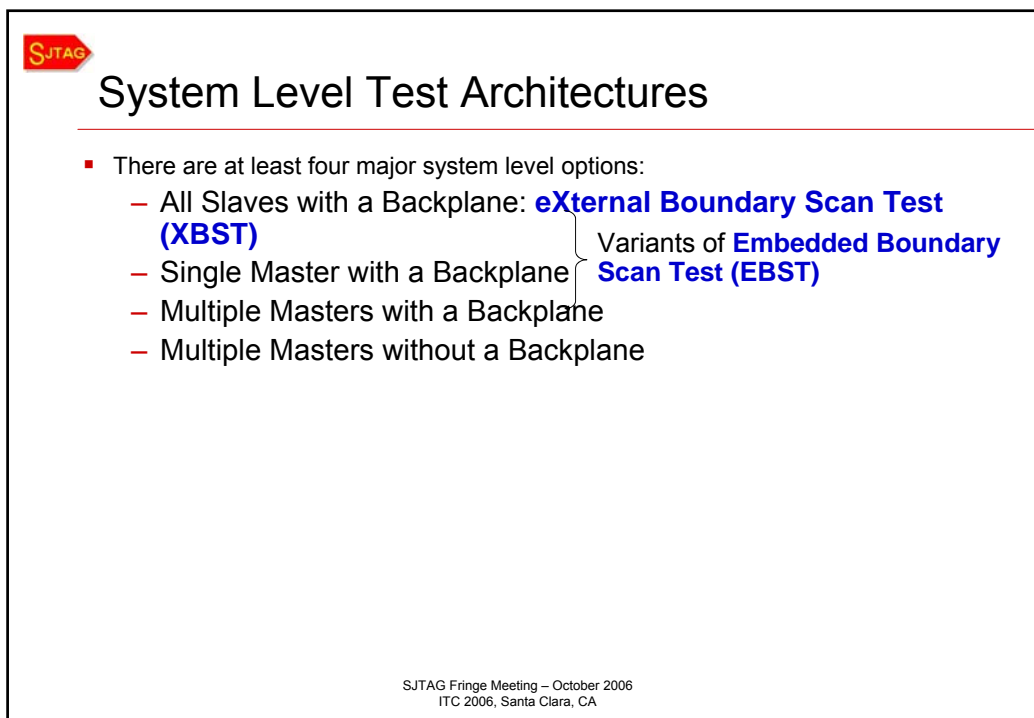 SJTAG
System Level Test Architectures
▪ There are at least four major system level options:
– All Slaves with a Backplane: eXternal Boundary Scan Test
(XBST)
– Single Master with a Backplane
– Multiple Masters with a Backplane
– Multiple Masters without a Backplane
Variants of Embedded Boundary
Scan Test (EBST)
SJTAG Fringe Meeting – October 2006
ITC 2006, Santa Clara, CA